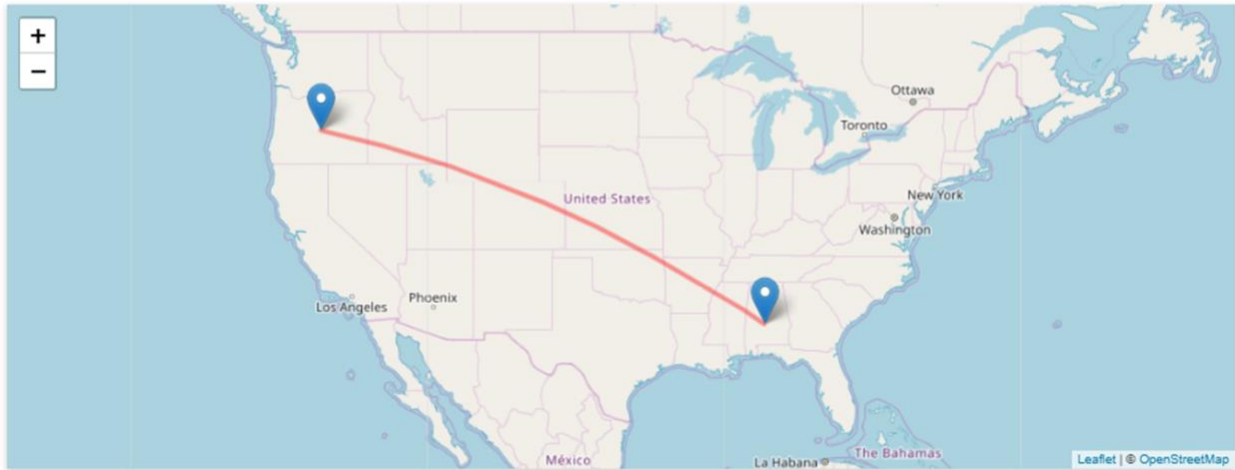 +
−
Ottawa
Toronto
United States
New York
Washington
Phoenix
Los Angeles
La Habana
The Bahamas
México
Leaflet | © OpenStreetMap